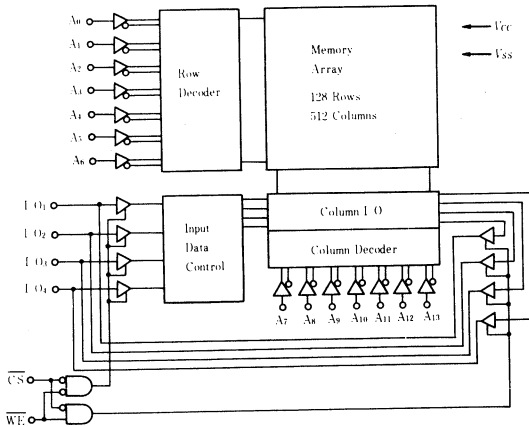 A0
A1
A2
A3
A4
A5
A6
Row
Decoder
Memory
Array
128 Rows
512 Columns
VCC
VSS
I O1
I O2
I O3
I O4
Input
Data
Control
Column I O
Column Decoder
A7 A8 A9 A10 A11 A12 A13
CS
WE